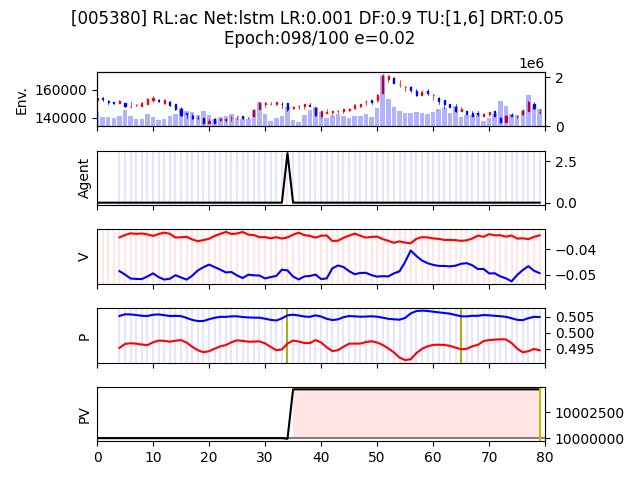 [005380] RL:ac Net:lstm LR:0.001 DF:0.9 TU:[1,6] DRT:0.05
Epoch:098/100 e=0.02
1e6
Env.
160000
140000
2
0
Agent
2.5
0.0
V
−0.04
−0.05
P
0.505
0.500
0.495
PV
10002500
10000000
0 10 20 30 40 50 60 70 80